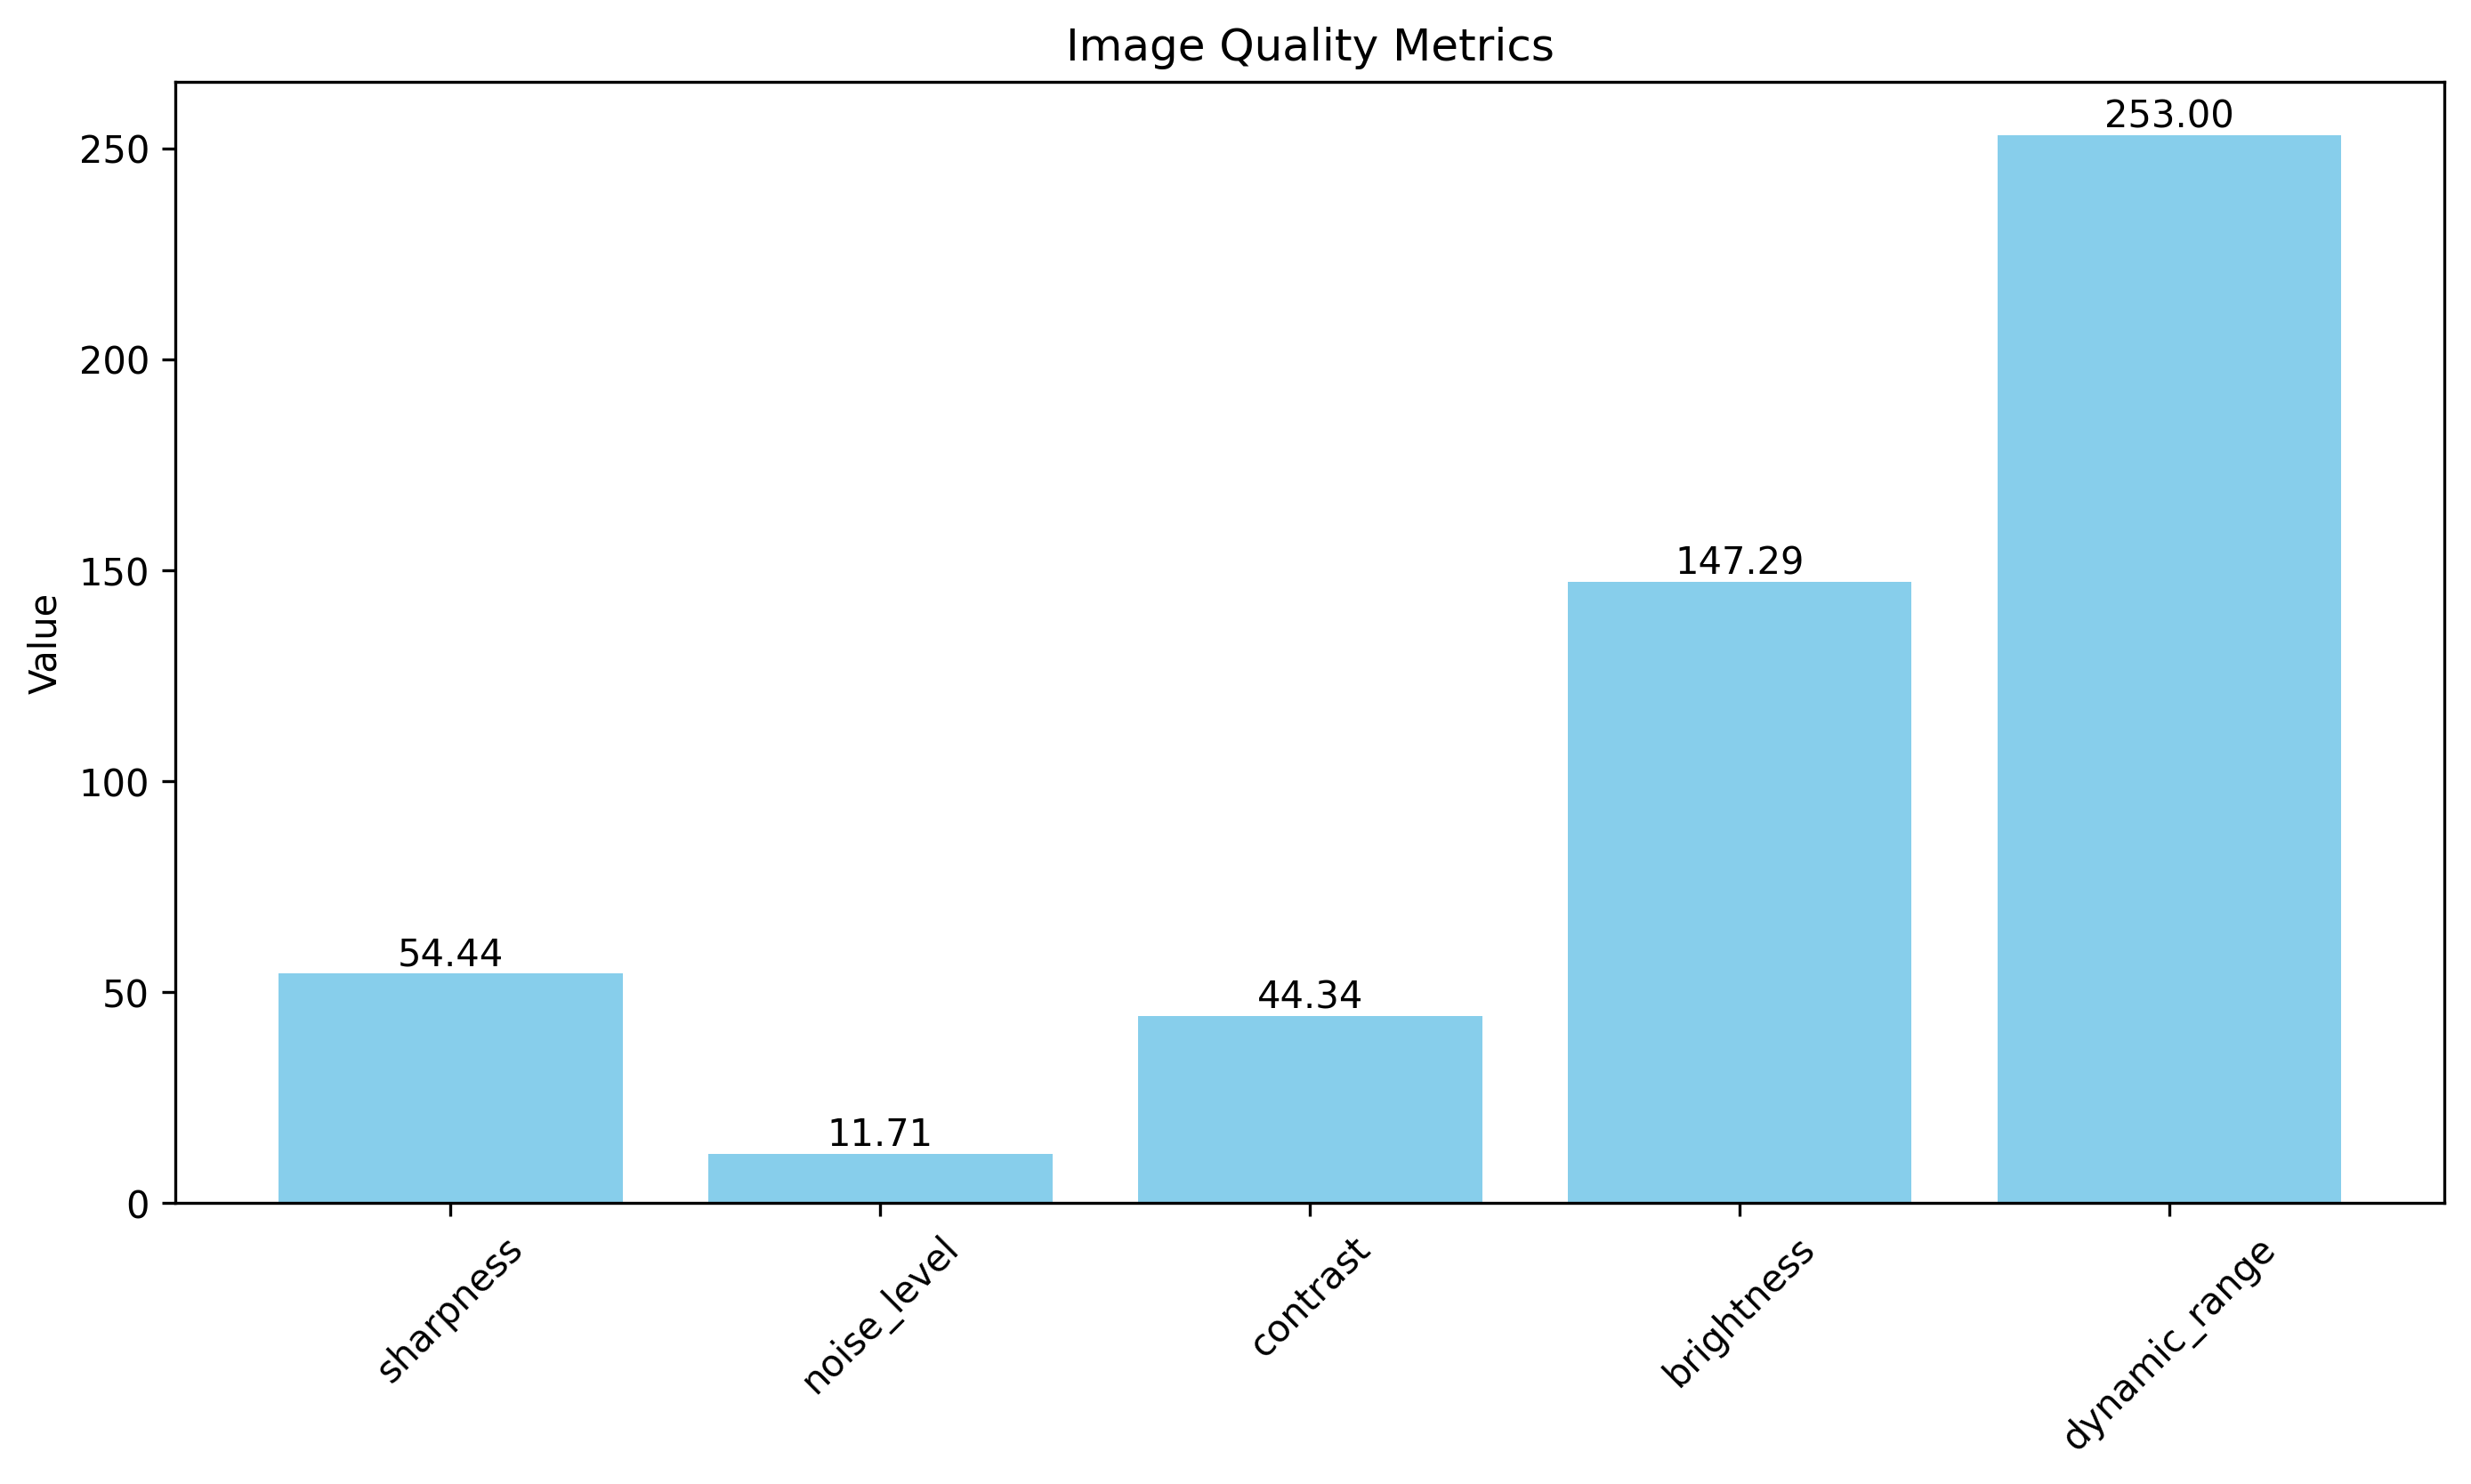 Image Quality Metrics
Value
250
200
150
100
50
0
54.44
11.71
44.34
147.29
253.00
sharpness
noise_level
contrast
brightness
dynamic_range